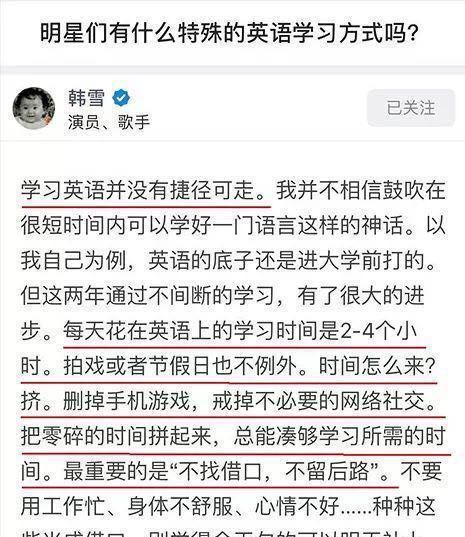 明星们有什么特殊的英语学习方式吗？
韩雪
演员、歌手
已关注
学习英语并没有捷径可走。我并不相信鼓吹在
很短时间内可以学好一门语言这样的神话。以
我自己为例，英语的底子还是进大学前打的。
但这两年通过不间断的学习，有了很大的进
步。每天花在英语上的学习时间是2-4个小
时。拍戏或者节假日也不例外。时间怎么来？
挤。删掉手机游戏，戒掉不必要的网络社交。
把零碎的时间拼起来，总能凑够学习所需的时
间。最重要的是“不找借口，不留后路”。不要
用工作忙、身体不舒服、心情不好……种种这